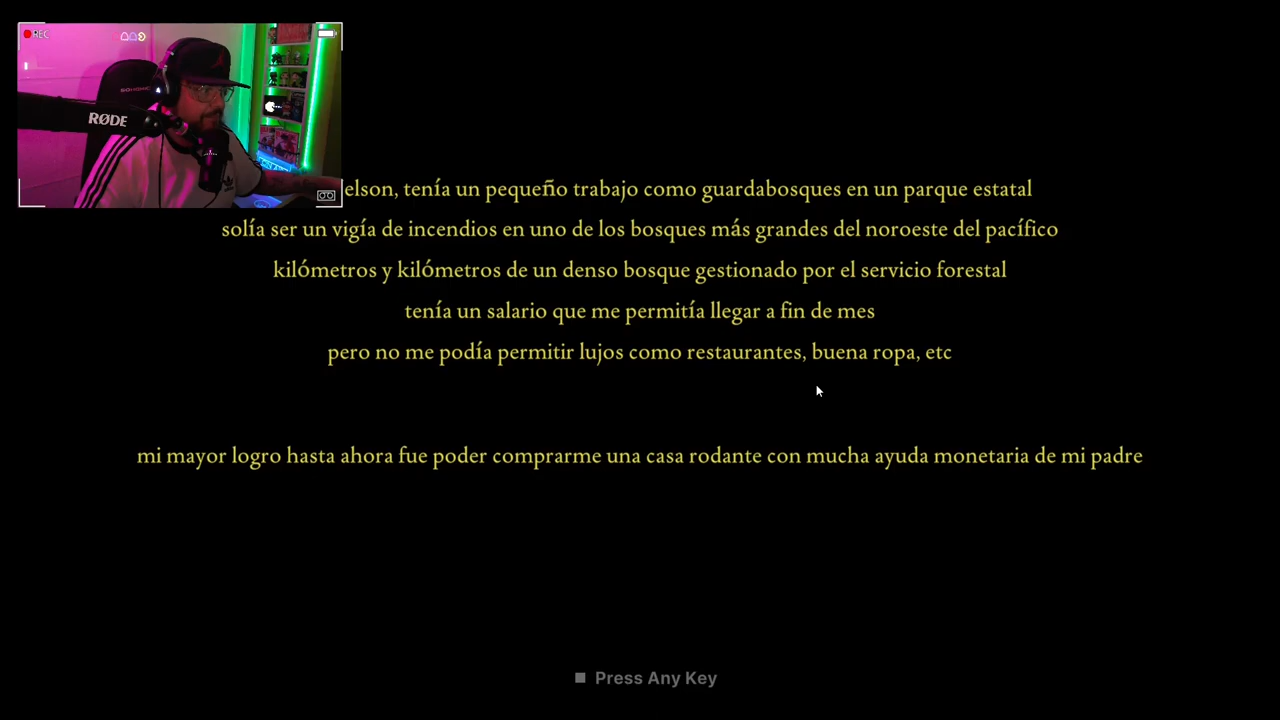 REC
RØDE
elson, tenía un pequeño trabajo como guardabosques en un parque estatal
solía ser un vigía de incendios en uno de los bosques más grandes del noroeste del pacífico
kilómetros y kilómetros de un denso bosque gestionado por el servicio forestal
tenía un salario que me permitía llegar a fin de mes
pero no me podía permitir lujos como restaurantes, buena ropa, etc
mi mayor logro hasta ahora fue poder comprarme una casa rodante con mucha ayuda monetaria de mi padre
Press Any Key